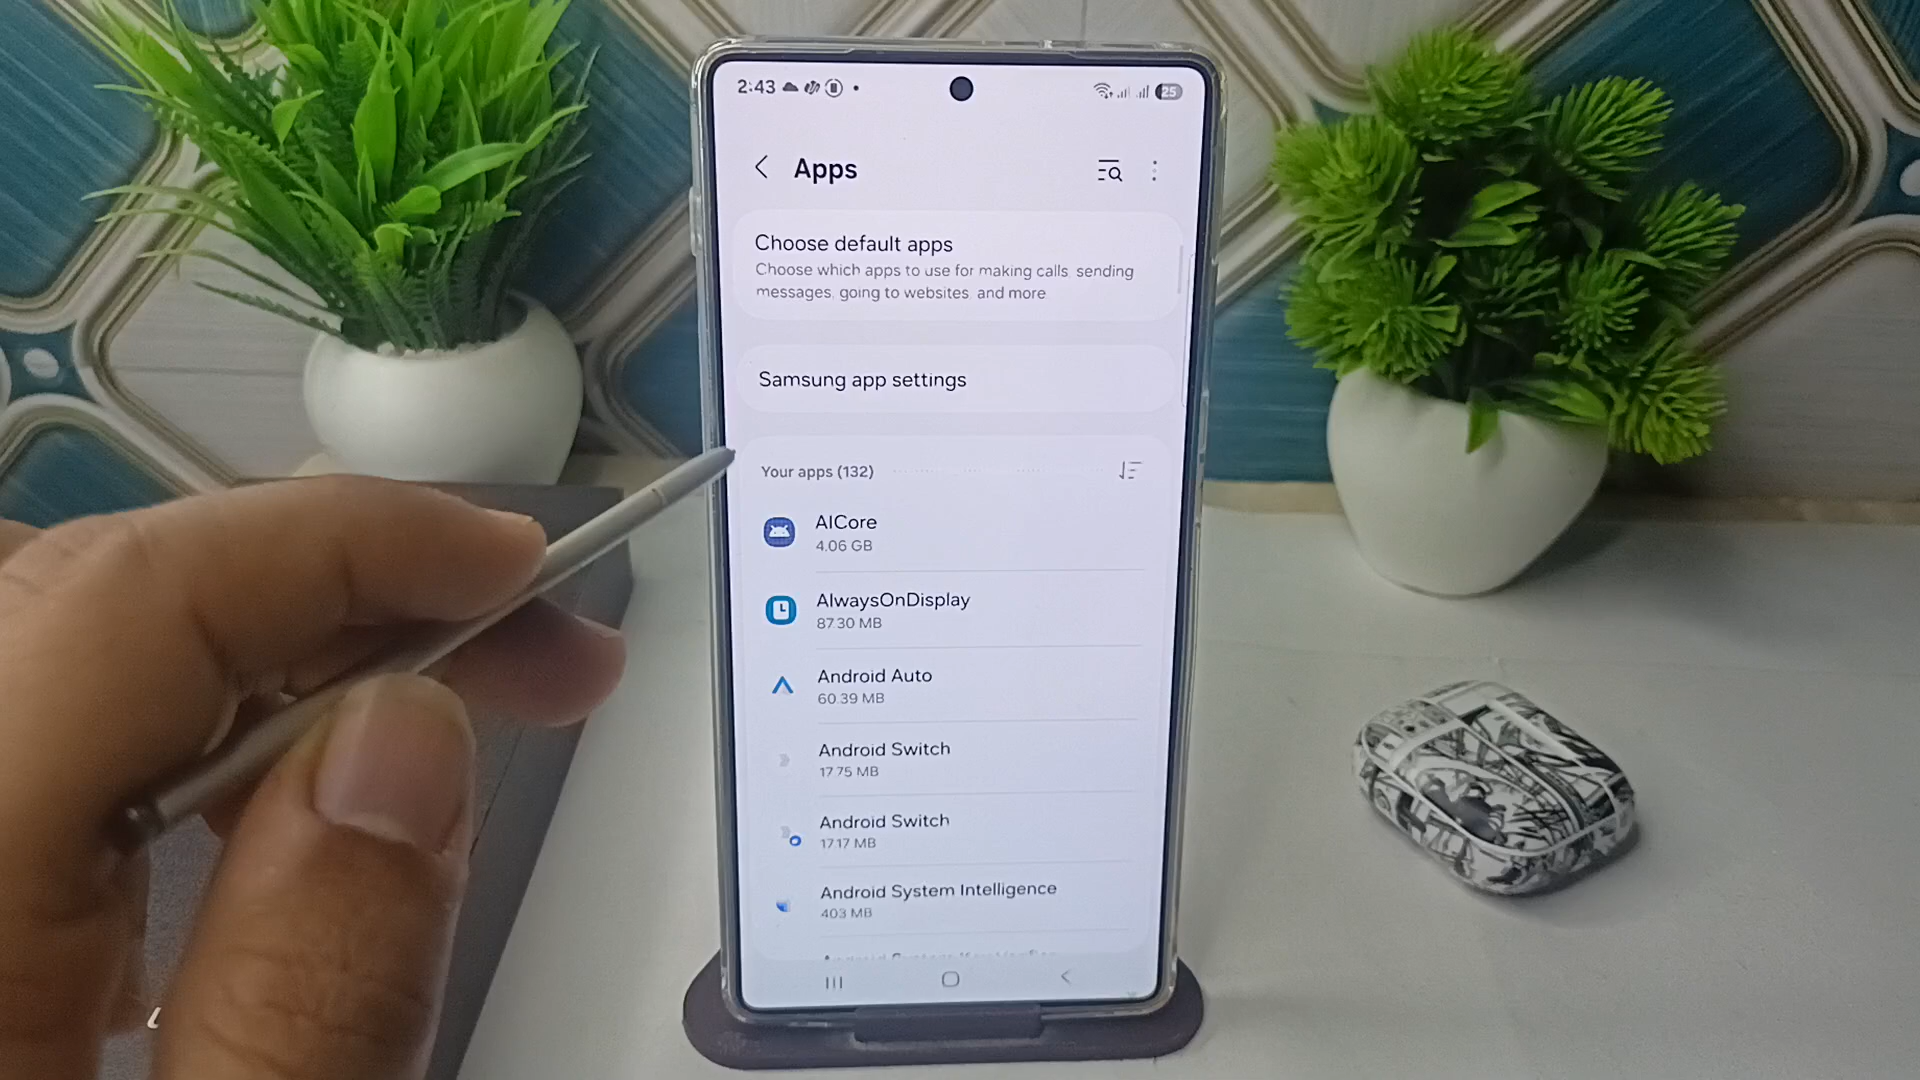 2:43
25
Apps
Choose default apps
Choose which apps to use for making calls, sending
messages, going to websites, and more
Samsung app settings
Your apps (132)
AICore
4.06 GB
AlwaysOnDisplay
87.30 MB
Android Auto
60.39 MB
Android Switch
17.75 MB
Android Switch
17.17 MB
Android System Intelligence
403 MB